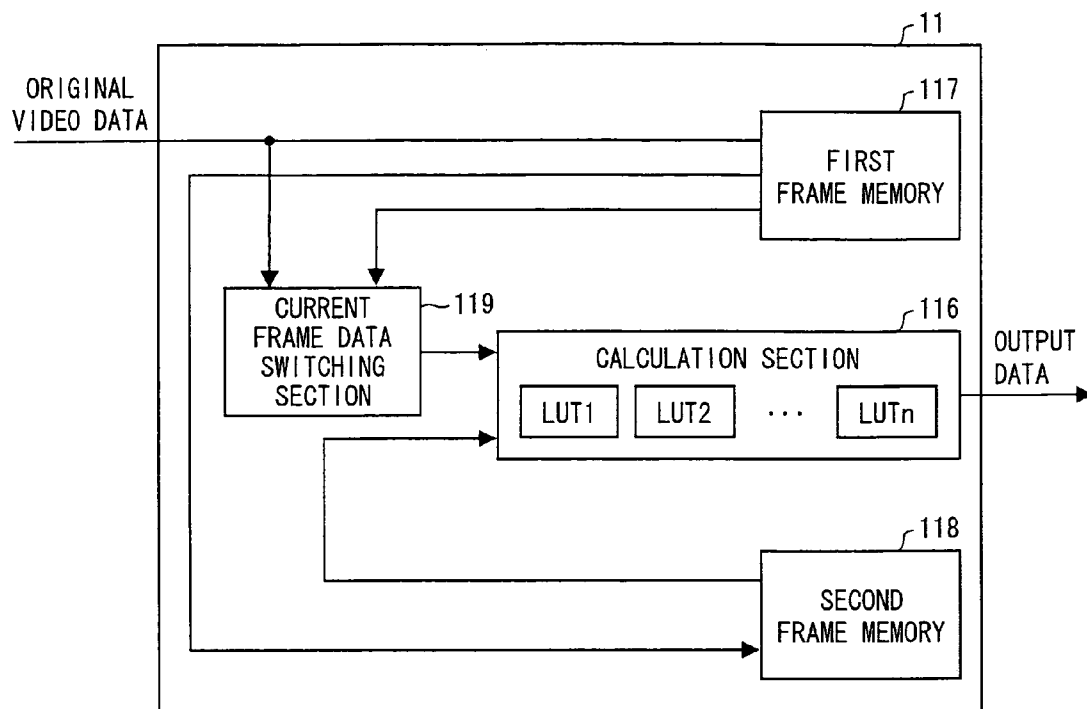 11
ORIGINAL
VIDEO DATA
117
FIRST
FRAME MEMORY
CURRENT
FRAME DATA
SWITCHING
SECTION
119
116
CALCULATION SECTION
LUT1 LUT2 ··· LUTn
OUTPUT
DATA
118
SECOND
FRAME MEMORY